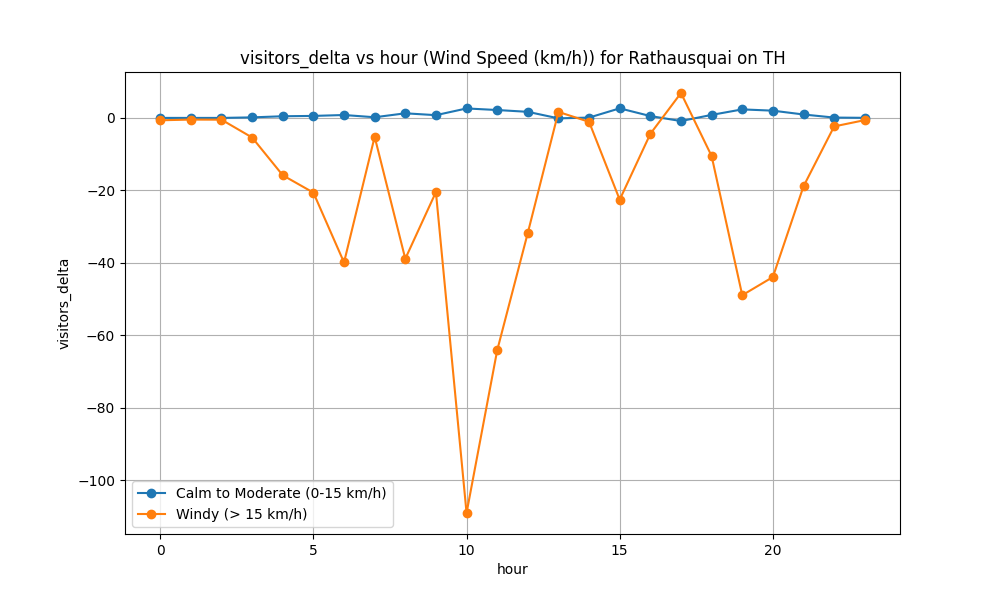 visitors_delta vs hour (Wind Speed (km/h)) for Rathausquai on TH
visitors_delta
0
−20
−40
−60
−80
−100
Calm to Moderate (0-15 km/h)
Windy (> 15 km/h)
0
5
10
15
20
hour